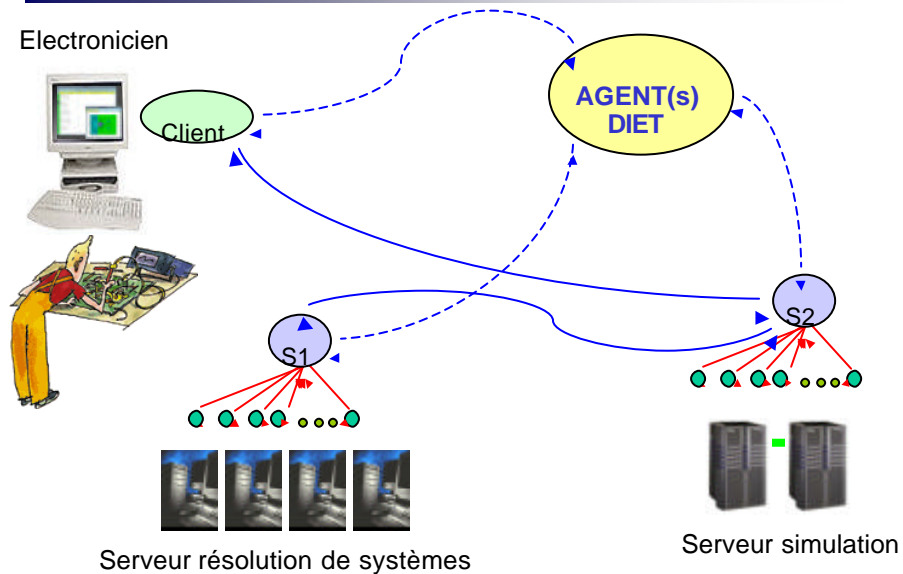 Electronicien
Client
AGENT(s)
DIET
S1
S2
Serveur résolution de systèmes
Serveur simulation